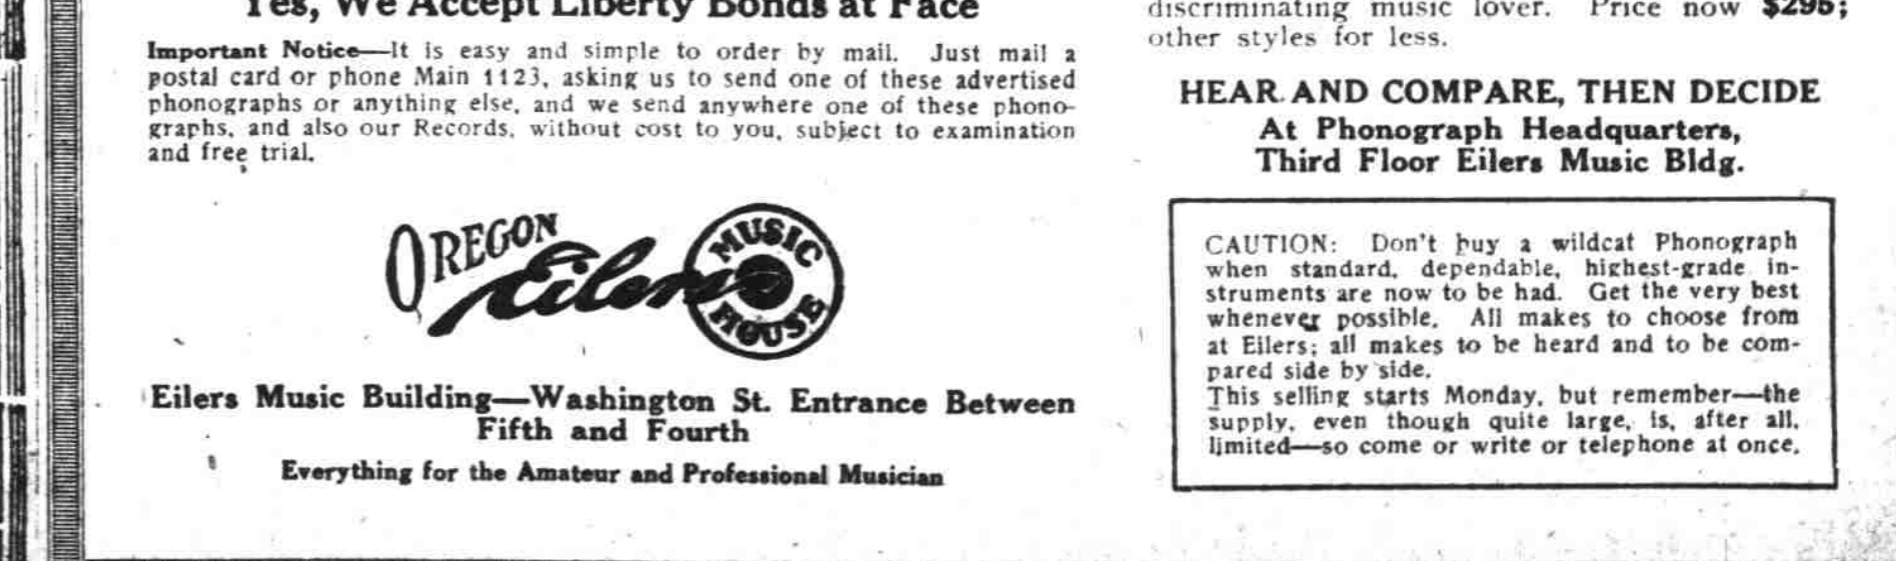 Yes, We Accept Liberty Bonds at Face
Important Notice—It is easy and simple to order by mail. Just mail a
postal card or phone Main 1123, asking us to send one of these advertised
phonographs or anything else, and we send anywhere one of these phono-
graphs, and also our Records, without cost to you, subject to examination
and free trial.
OREGON
Eilers
MUSIC
HOUSE
Eilers Music Building—Washington St. Entrance Between
Fifth and Fourth
Everything for the Amateur and Professional Musician
discriminating music lover. Price now $295;
other styles for less.
HEAR AND COMPARE, THEN DECIDE
At Phonograph Headquarters,
Third Floor Eilers Music Bldg.
CAUTION: Don't buy a wildcat Phonograph
when standard, dependable, highest-grade in-
struments are now to be had. Get the very best
whenever possible. All makes to choose from
at Eilers; all makes to be heard and to be com-
pared side by side.
This selling starts Monday, but remember—the
supply, even though quite large, is, after all,
limited—so come or write or telephone at once.